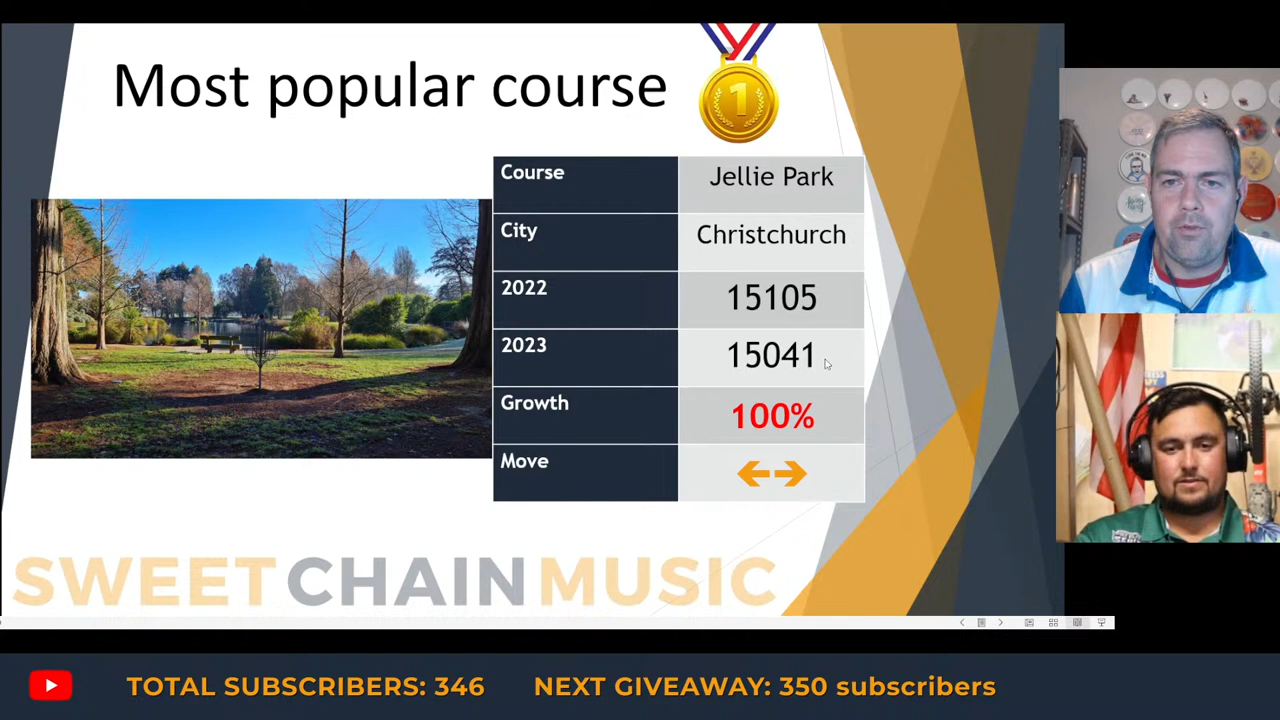 Most popular course
1
Course Jellie Park
City Christchurch
2022 15105
2023 15041
Growth 100%
Move
SWEET CHAIN MUSIC
TOTAL SUBSCRIBERS: 346 NEXT GIVEAWAY: 350 subscribers